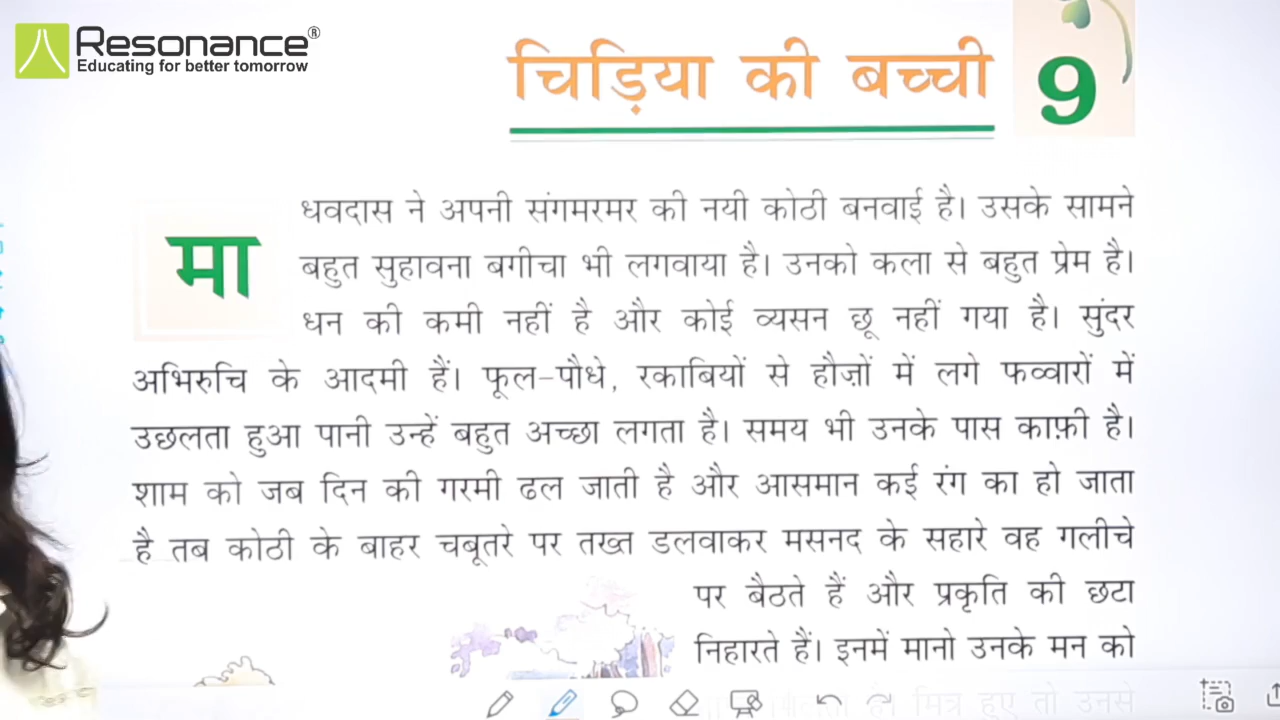 Resonance®
Educating for better tomorrow
चिड़िया की बच्ची
9
माधवदास ने अपनी संगमरमर की नयी कोठी बनवाई है। उसके सामने
बहुत सुहावना बगीचा भी लगवाया है। उनको कला से बहुत प्रेम है।
धन की कमी नहीं है और कोई व्यसन छू नहीं गया है। सुंदर
अभिरुचि के आदमी हैं। फूल-पौधे, रकाबियों से हौज़ों में लगे फव्वारों में
उछलता हुआ पानी उन्हें बहुत अच्छा लगता है। समय भी उनके पास काफ़ी है।
शाम को जब दिन की गरमी ढल जाती है और आसमान कई रंग का हो जाता
है तब कोठी के बाहर चबूतरे पर तख्त डलवाकर मसनद के सहारे वह गलीचे
पर बैठते हैं और प्रकृति की छटा
निहारते हैं। इनमें मानो उनके मन को
मित्र हुए तो उनसे